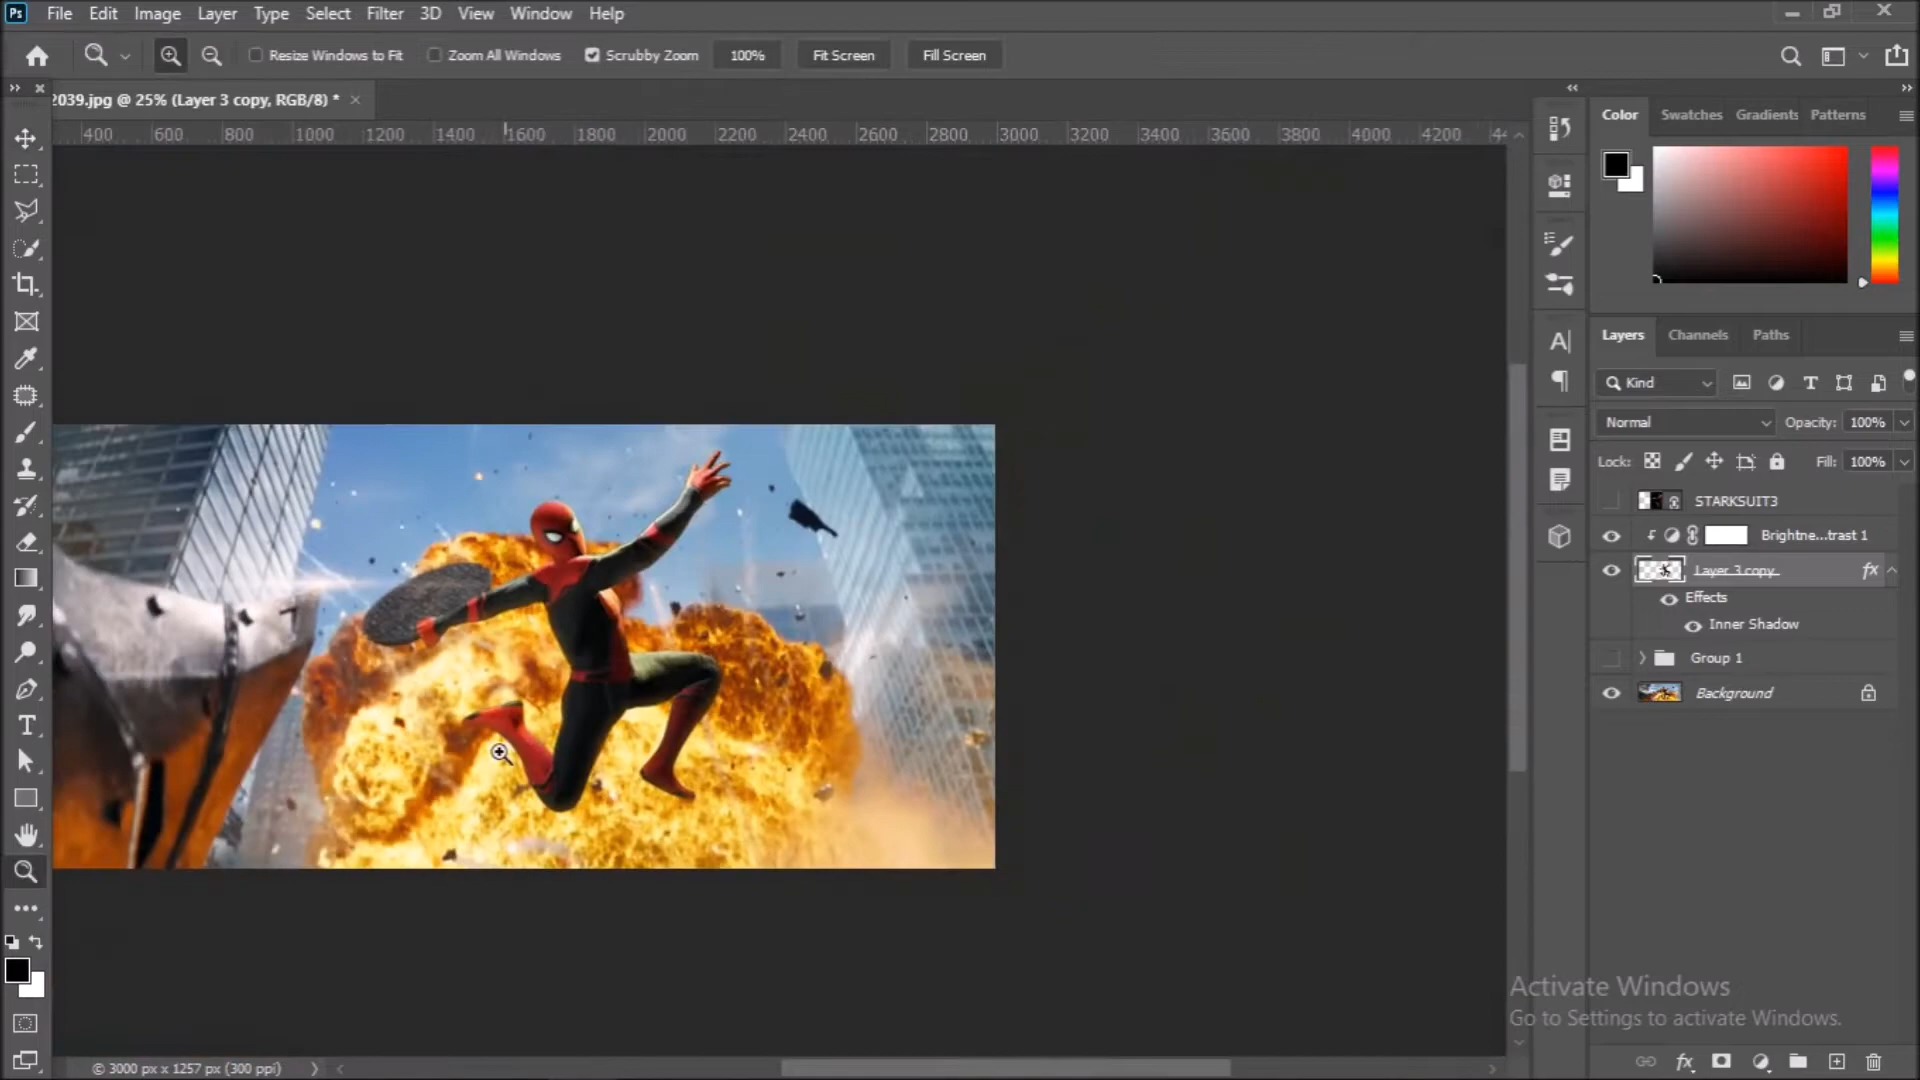 Ps File Edit Image Layer Type Select Filter 3D View Window Help
Resize Windows to Fit Zoom All Windows Scrubby Zoom 100% Fit Screen Fill Screen
2039.jpg @ 25% (Layer 3 copy, RGB/8) * ×
400 600 800 1000 1200 1400 1600 1800 2000 2200 2400 2600 2800 3000 3200 3400 3600 3800 4000 4200 44
Color Swatches Gradients Patterns
Layers Channels Paths
Kind
Normal Opacity: 100%
Lock: Fill: 100%
STARKSUIT3
Brightne...trast 1
Layer 3 copy fx
Effects
Inner Shadow
Group 1
Background
Activate Windows
Go to Settings to activate Windows.
© 3000 px x 1257 px (300 ppi)
fx